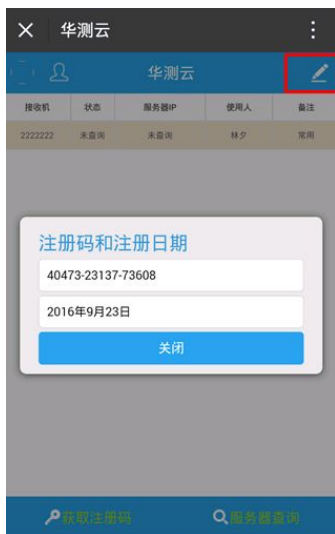 华测云
华测云
接收机 状态 服务器IP 使用人 备注
2222222 未查询 未查询 林夕 常用
注册码和注册日期
40473-23137-73608
2016年9月23日
关闭
获取注册码 服务器查询